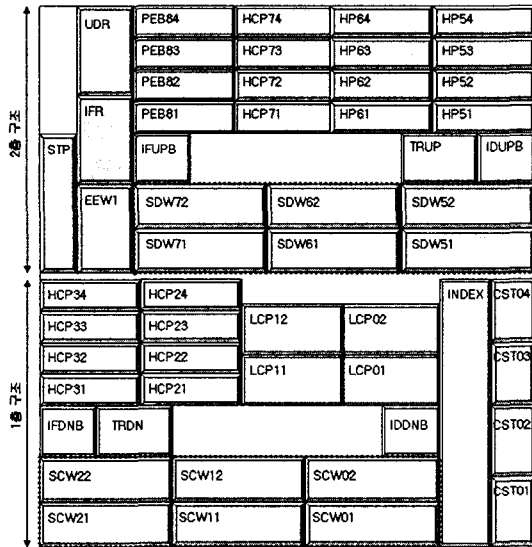 2층 구조
UDR PEB84 HCP74 HP64 HP54
PEB83 HCP73 HP63 HP53
PEB82 HCP72 HP62 HP52
IFR PEB81 HCP71 HP61 HP51
STP IFUPB TRUP IDUPB
EEW1 SDW72 SDW62 SDW52
SDW71 SDW61 SDW51
1층 구조
HCP34 HCP24 INDEX CST04
HCP33 HCP23 LCP12 LCP02
HCP32 HCP22 CST03
HCP31 HCP21 LCP11 LCP01
IFDNB TRDN IDDNB CST02
SCW22 SCW12 SCW02
SCW21 SCW11 SCW01 CST01